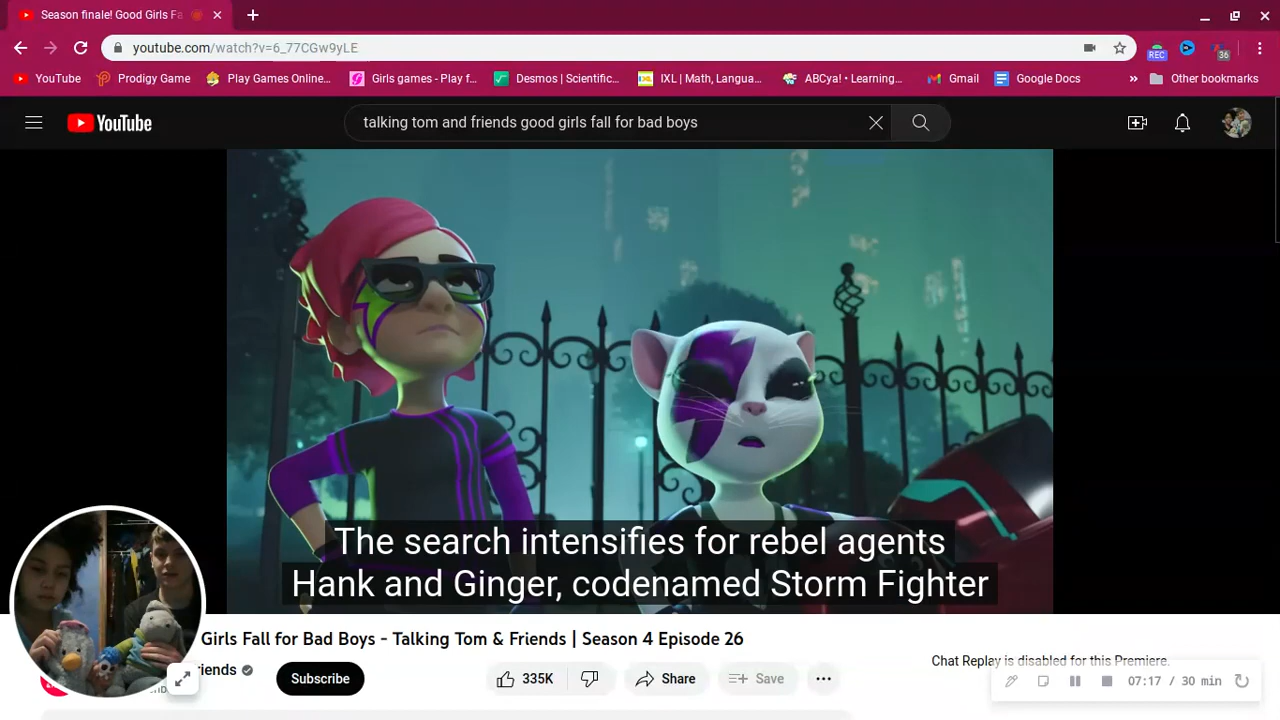 Season finale! Good Girls Fa
youtube.com/watch?v=6_77CGw9yLE
REC
36
YouTube
Prodigy Game
Play Games Online...
Girls games - Play f...
Desmos | Scientific...
IXL | Math, Langua...
ABCya! • Learning...
Gmail
Google Docs
»
Other bookmarks
YouTube
talking tom and friends good girls fall for bad boys
The search intensifies for rebel agents
Hank and Ginger, codenamed Storm Fighter
Girls Fall for Bad Boys - Talking Tom & Friends | Season 4 Episode 26
riends
Subscribe
335K
Share
Save
Chat Replay is disabled for this Premiere.
07:17 / 30 min